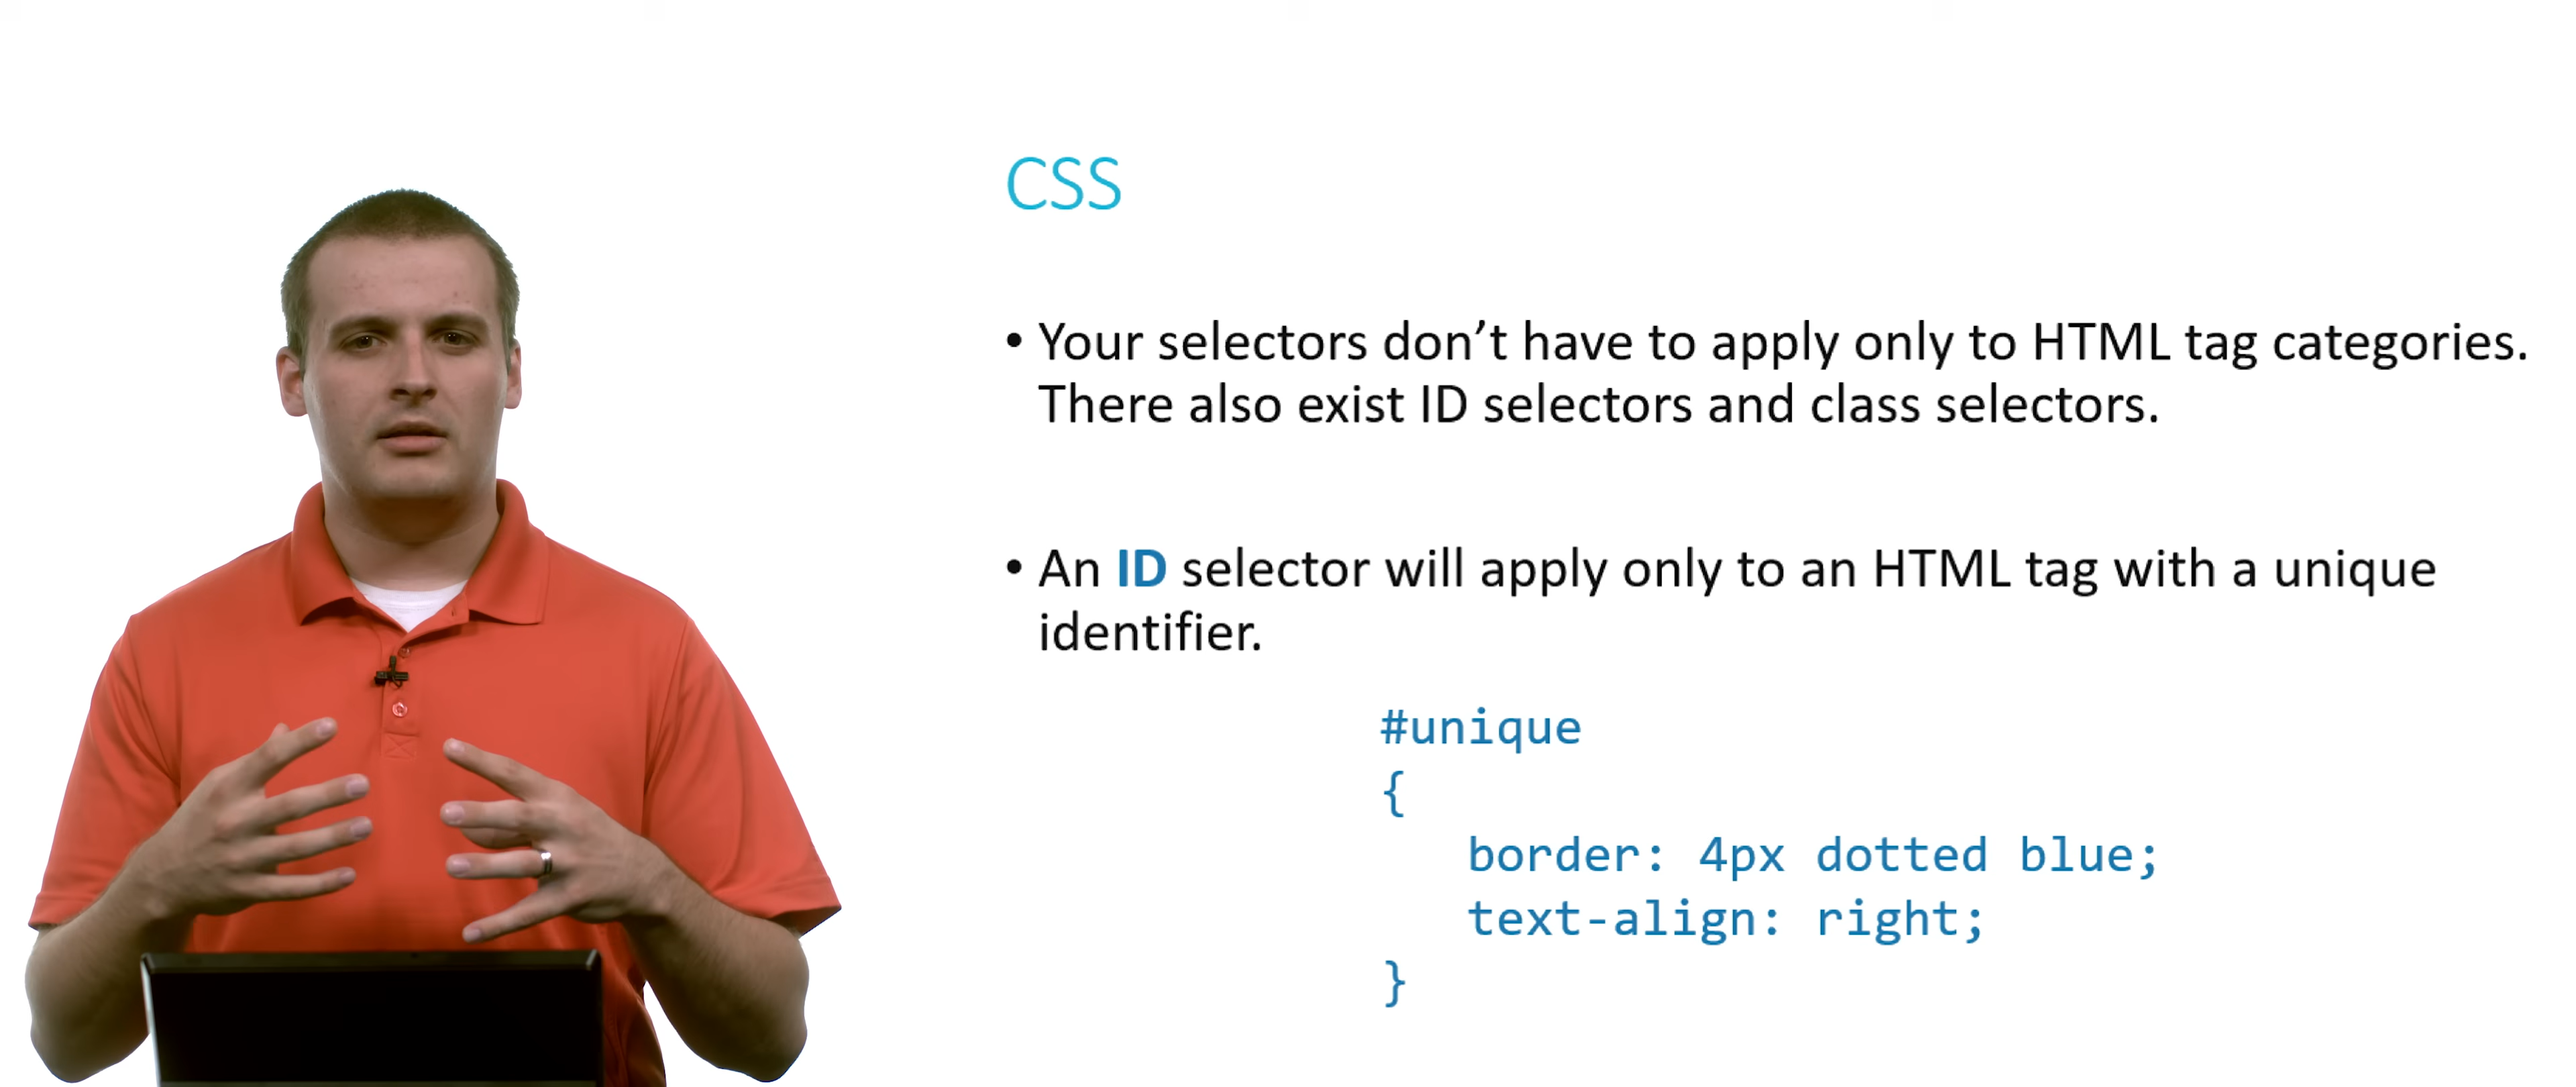 CSS
• Your selectors don’t have to apply only to HTML tag categories.
There also exist ID selectors and class selectors.
• An ID selector will apply only to an HTML tag with a unique
identifier.
#unique
{
border: 4px dotted blue;
text-align: right;
}